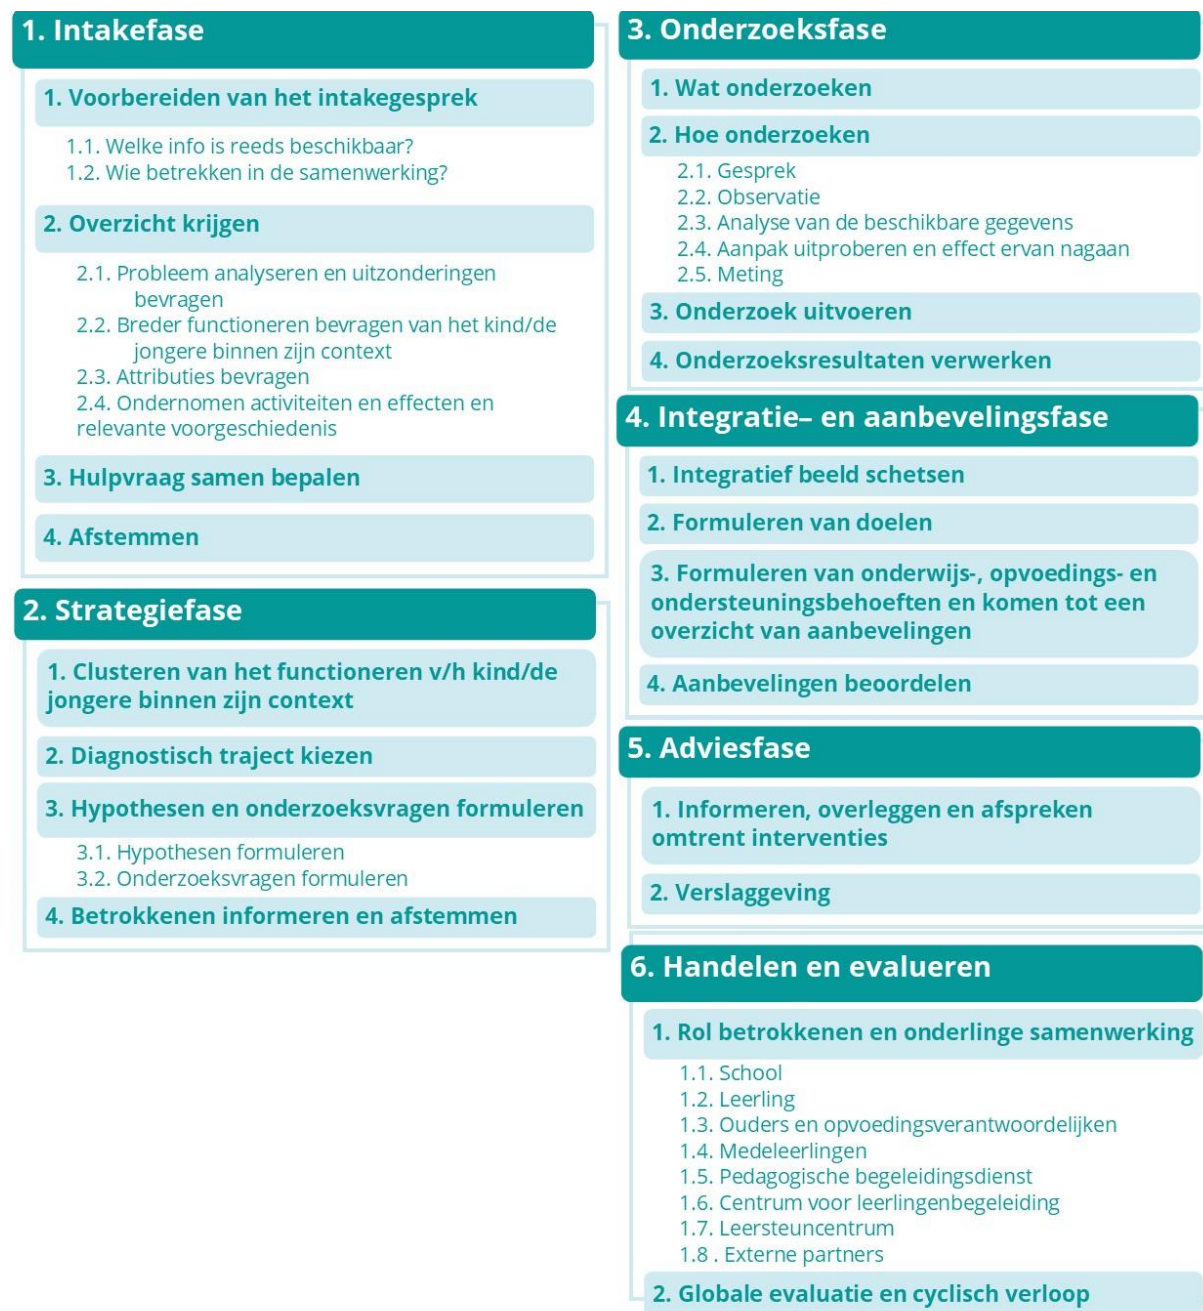 1. Intakefase
1. Voorbereiden van het intakegesprek
1.1. Welke info is reeds beschikbaar?
1.2. Wie betrekken in de samenwerking?
2. Overzicht krijgen
2.1. Probleem analyseren en uitzonderingen
bevragen
2.2. Breder functioneren bevragen van het kind/de
jongere binnen zijn context
2.3. Attributies bevragen
2.4. Ondernomen activiteiten en effecten en
relevante voorgeschiedenis
3. Hulpvraag samen bepalen
4. Afstemmen
2. Strategiefase
1. Clusteren van het functioneren v/h kind/de
jongere binnen zijn context
2. Diagnostisch traject kiezen
3. Hypothesen en onderzoeksvragen formuleren
3.1. Hypothesen formuleren
3.2. Onderzoeksvragen formuleren
4. Betrokkenen informeren en afstemmen
3. Onderzoeksfase
1. Wat onderzoeken
2. Hoe onderzoeken
2.1. Gesprek
2.2. Observatie
2.3. Analyse van de beschikbare gegevens
2.4. Aanpak uitproberen en effect ervan nagaan
2.5. Meting
3. Onderzoek uitvoeren
4. Onderzoeksresultaten verwerken
4. Integratie– en aanbevelingsfase
1. Integratief beeld schetsen
2. Formuleren van doelen
3. Formuleren van onderwijs-, opvoedings- en
ondersteuningsbehoeften en komen tot een
overzicht van aanbevelingen
4. Aanbevelingen beoordelen
5. Adviesfase
1. Informeren, overleggen en afspreken
omtrent interventies
2. Verslaggeving
6. Handelen en evalueren
1. Rol betrokkenen en onderlinge samenwerking
1.1. School
1.2. Leerling
1.3. Ouders en opvoedingsverantwoordelijken
1.4. Medeleerlingen
1.5. Pedagogische begeleidingsdienst
1.6. Centrum voor leerlingenbegeleiding
1.7. Leersteuncentrum
1.8 . Externe partners
2. Globale evaluatie en cyclisch verloop